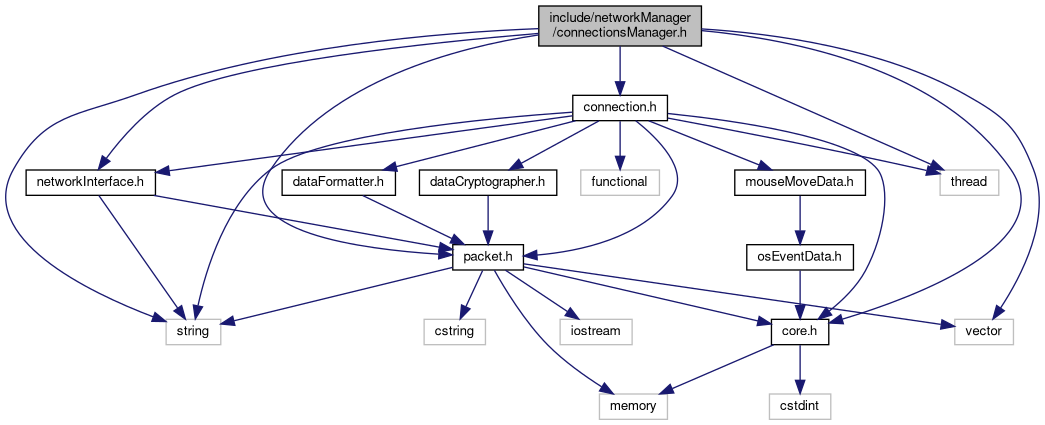 include/networkManager
/connectionsManager.h
connection.h
networkInterface.h
dataFormatter.h
dataCryptographer.h
functional
mouseMoveData.h
thread
packet.h
osEventData.h
string
cstring
iostream
core.h
vector
memory
cstdint